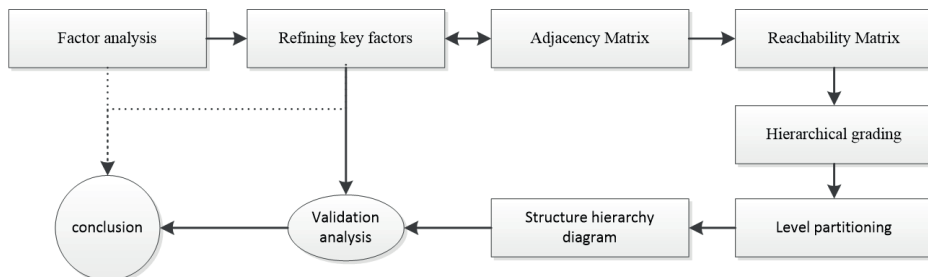 Factor analysis
Refining key factors
Adjacency Matrix
Reachability Matrix
Hierarchical grading
Level partitioning
Structure hierarchy
diagram
Validation
analysis
conclusion